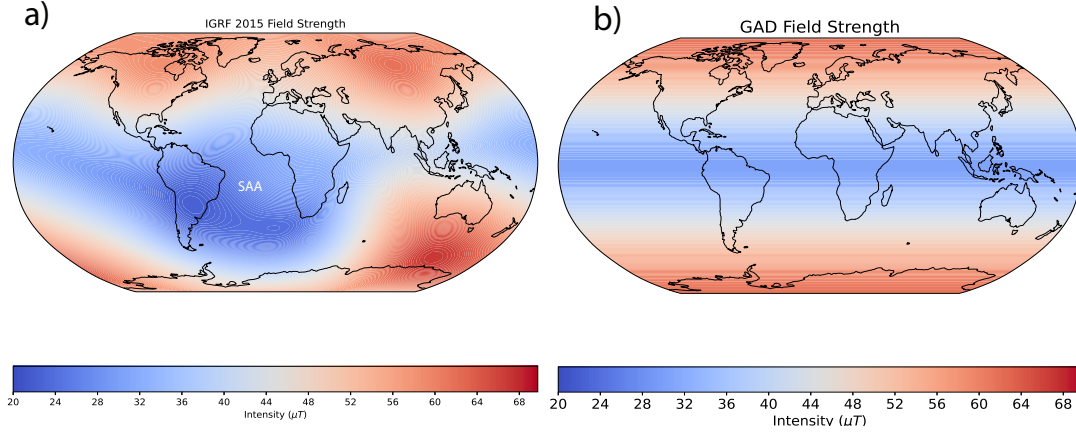 a)
IGRF 2015 Field Strength
SAA
20 24 28 32 36 40 44 48 52 56 60 64 68
Intensity (μT)
b)
GAD Field Strength
20 24 28 32 36 40 44 48 52 56 60 64 68
Intensity (μT)